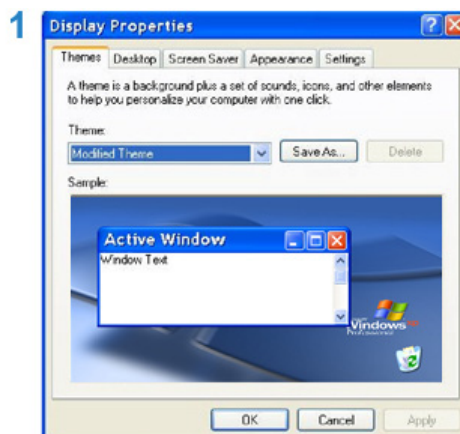 1
Display Properties
Themes Desktop Screen Saver Appearance Settings
A theme is a background plus a set of sounds, icons, and other elements
to help you personalize your computer with one click.
Theme:
Modified Theme Save As... Delete
Sample:
Active Window
Window Text
Windows
Professional
OK Cancel Apply